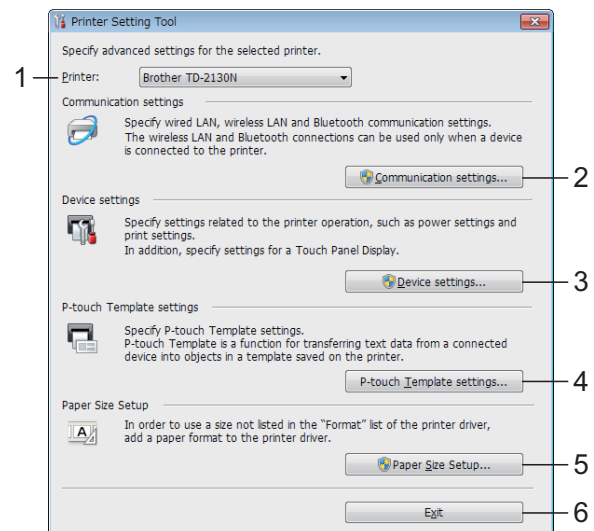 Printer Setting Tool
Specify advanced settings for the selected printer.
1
Printer: Brother TD-2130N
Communication settings
Specify wired LAN, wireless LAN and Bluetooth communication settings.
The wireless LAN and Bluetooth connections can be used only when a device
is connected to the printer.
Communication settings... 2
Device settings
Specify settings related to the printer operation, such as power settings and
print settings.
In addition, specify settings for a Touch Panel Display.
Device settings... 3
P-touch Template settings
Specify P-touch Template settings.
P-touch Template is a function for transferring text data from a connected
device into objects in a template saved on the printer.
P-touch Template settings... 4
Paper Size Setup
A
In order to use a size not listed in the "Format" list of the printer driver,
add a paper format to the printer driver.
Paper Size Setup... 5
Exit 6